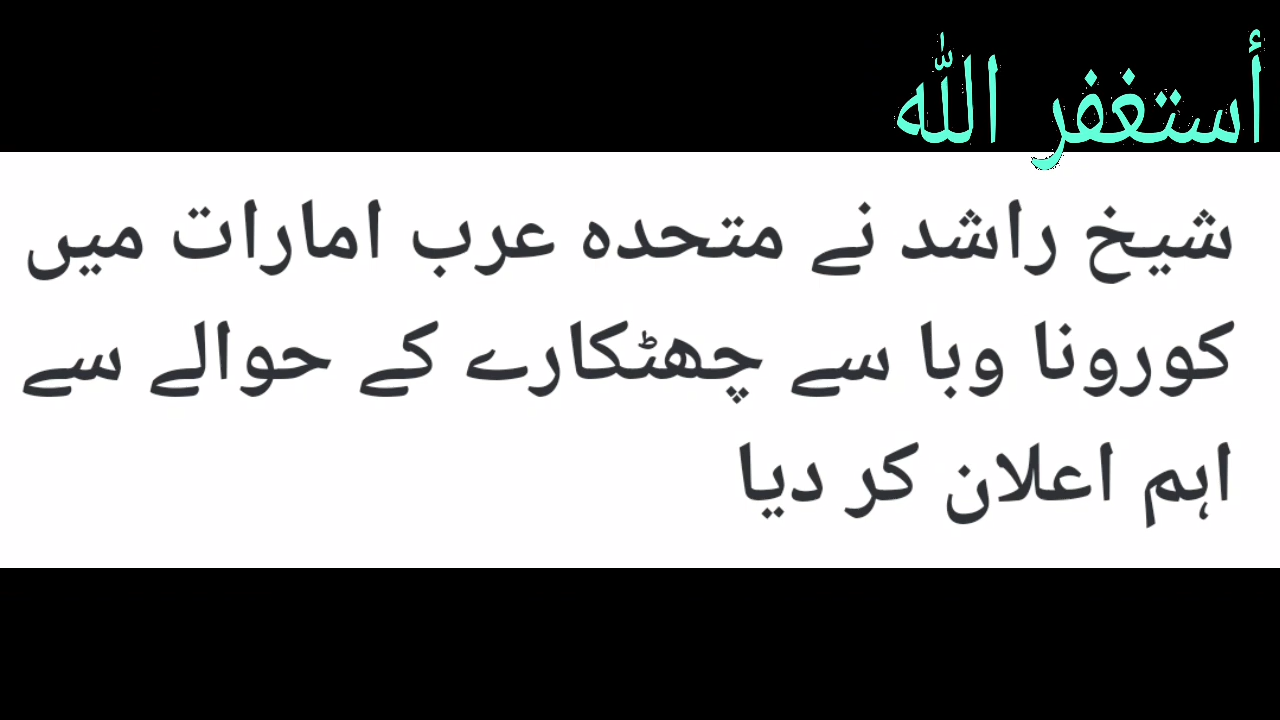 أستغفر الله
شیخ راشد نے متحدہ عرب امارات میں
کورونا وبا سے چھٹکارے کے حوالے سے
اہم اعلان کر دیا